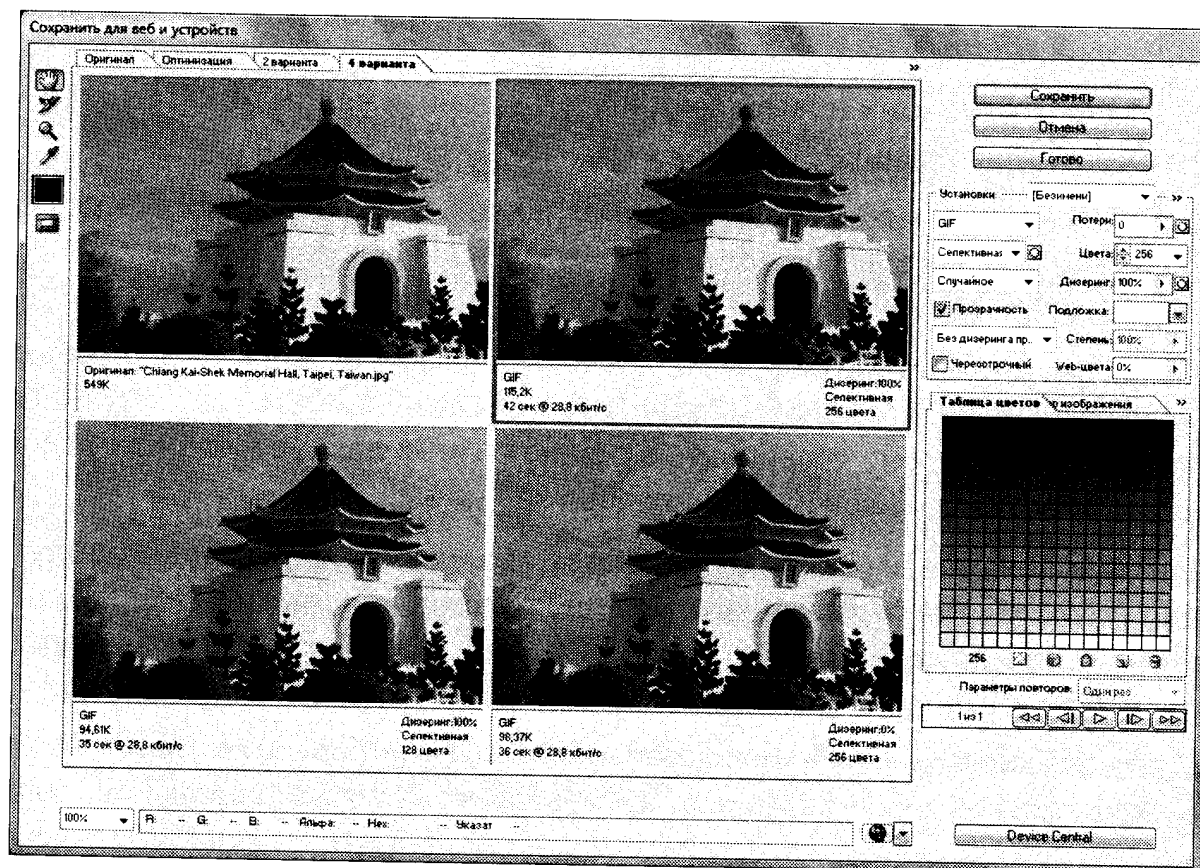 Сохранить для веб и устройств
Оригинал Оптимизация 2 варианта 4 варианта
Оригинал: "Chiang Kai-Shek Memorial Hall, Taipei, Taiwan.jpg"
549K
GIF
115,2K
42 сек @ 28,8 кбит/с
Дизеринг:100%
Селективная
256 цвета
GIF
94,61K
35 сек @ 28,8 кбит/с
Дизеринг:100%
Селективная
128 цвета
GIF
98,37K
36 сек @ 28,8 кбит/с
Дизеринг:0%
Селективная
256 цвета
100% R: -- G: -- B: -- Альфа: -- Hex: -- Указат --
Сохранить
Отмена
Готово
Установки: [Безимени]
GIF Потери: 0
Селективная Цвета: 256
Случайное Дизеринг: 100%
Прозрачность Подложка:
Без дизеринга пр.. Степень: 100%
Чересстрочный Web-цвета: 0%
Таблица цветов р изображения
256
Параметры повторов: Один раз
1 из 1
Device Central